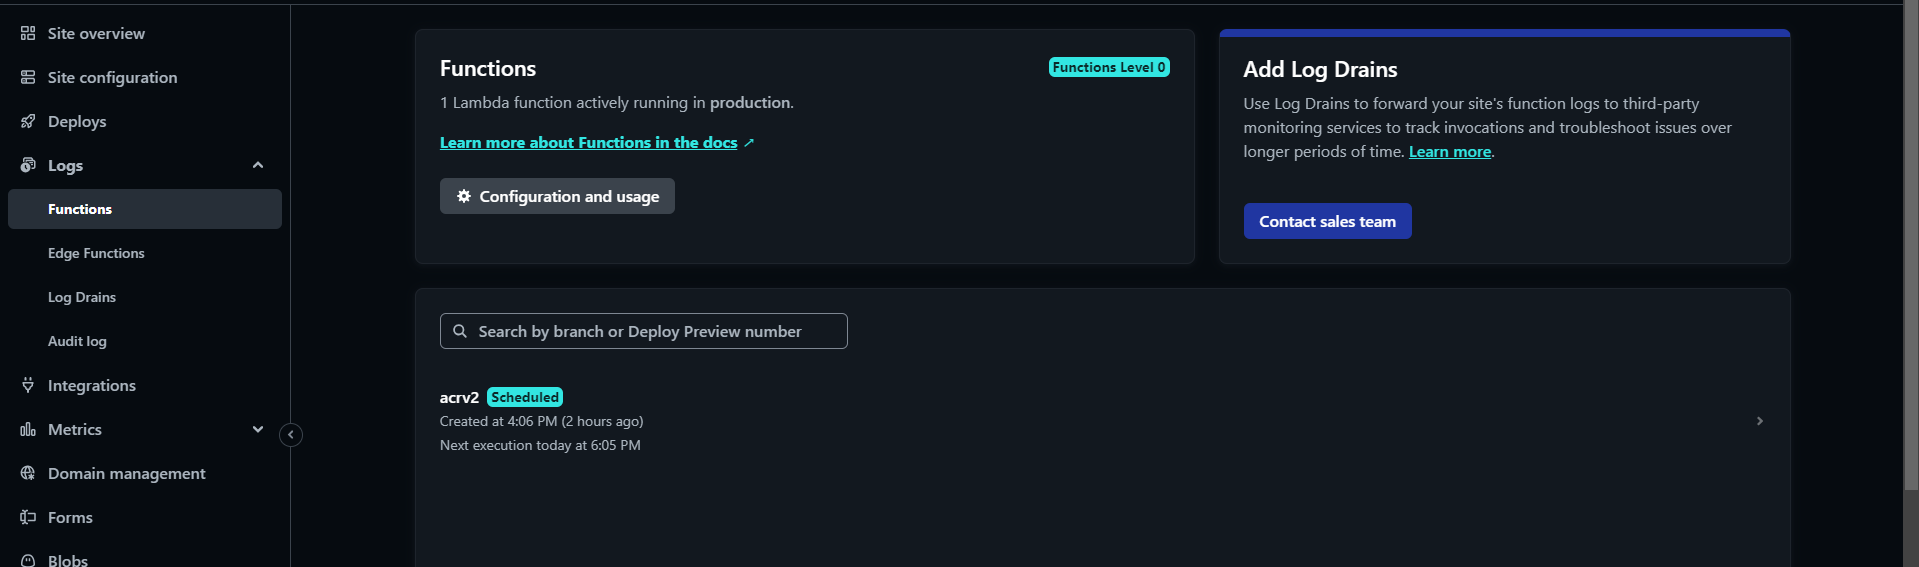 Site overview
Site configuration
Deploys
Logs
Functions
Edge Functions
Log Drains
Audit log
Integrations
Metrics
Domain management
Forms
Blobs
Functions
Functions Level 0
1 Lambda function actively running in production.
Learn more about Functions in the docs ↗
Configuration and usage
Add Log Drains
Use Log Drains to forward your site's function logs to third-party
monitoring services to track invocations and troubleshoot issues over
longer periods of time. Learn more.
Contact sales team
Search by branch or Deploy Preview number
acrv2 Scheduled
Created at 4:06 PM (2 hours ago)
Next execution today at 6:05 PM